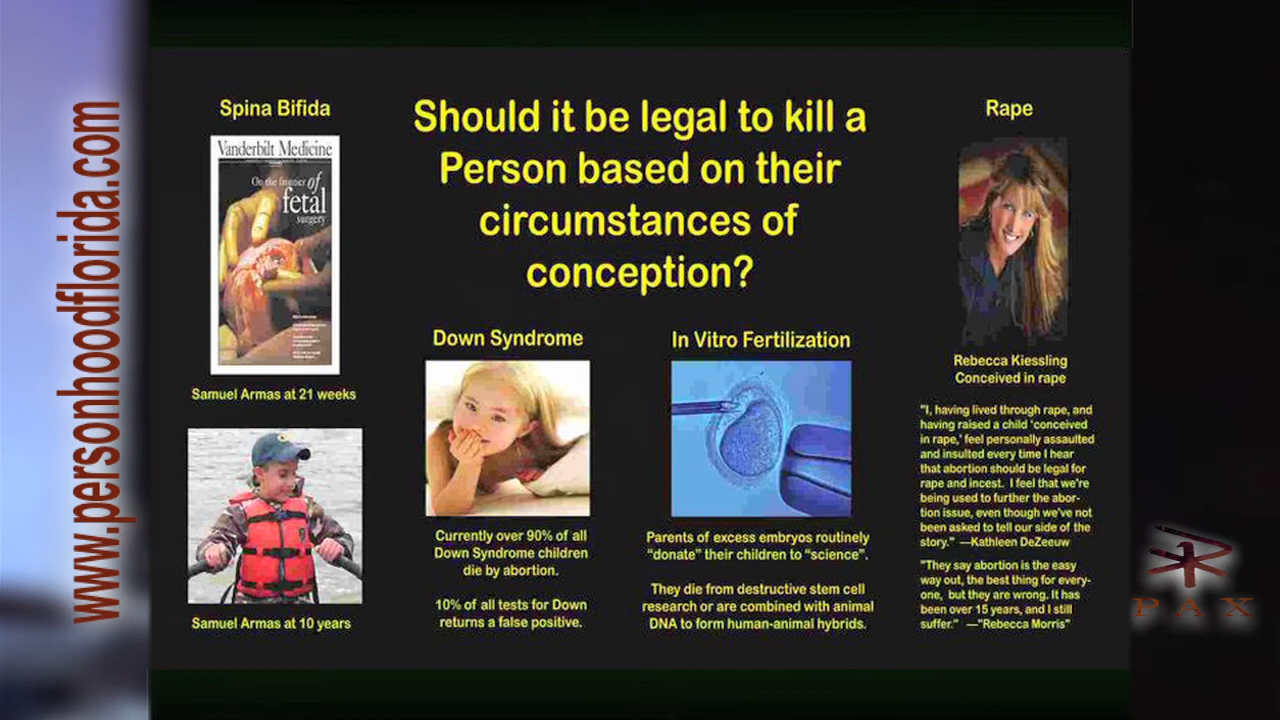 www.personhoodflorida.com
Spina Bifida
Vanderbilt Medicine
On the frontier of
fetal
surgery
Samuel Armas at 21 weeks
Samuel Armas at 10 years
Should it be legal to kill a
Person based on their
circumstances of
conception?
Down Syndrome
Currently over 90% of all
Down Syndrome children
die by abortion.
10% of all tests for Down
returns a false positive.
In Vitro Fertilization
Parents of excess embryos routinely
“donate” their children to “science”.
They die from destructive stem cell
research or are combined with animal
DNA to form human-animal hybrids.
Rape
Rebecca Kiessling
Conceived in rape
"I, having lived through rape, and
having raised a child 'conceived
in rape,' feel personally assaulted
and insulted every time I hear
that abortion should be legal for
rape and incest. I feel that we're
being used to further the abor-
tion issue, even though we've not
been asked to tell our side of the
story." —Kathleen DeZeeuw
"They say abortion is the easy
way out, the best thing for every-
one, but they are wrong. It has
been over 15 years, and I still
suffer." —"Rebecca Morris"
PAX